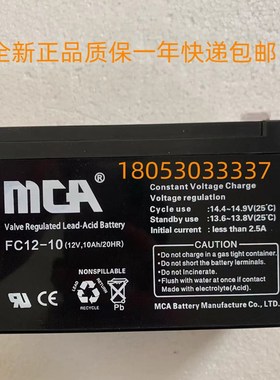 全新正品质保一年快递包邮
18053033337
MCA®
Valve Regulated Lead-Acid Battery
FC12-10 (12V,10Ah/20HR)
Constant Voltage Charge
Voltage regulation
Cycle use : 14.4~14.9V(25℃)
Standby use : 13.6~13.8V(25℃)
Initial current : less than 2.5A
NONSPILLABLE
Pb
CAUTION
Do not charge in a gas tight container.
Do not short the battery terminals.
Flush with water at once if contact
is made with electrolyte(Acid).
MCA Battery Manufacture Co., LTD.